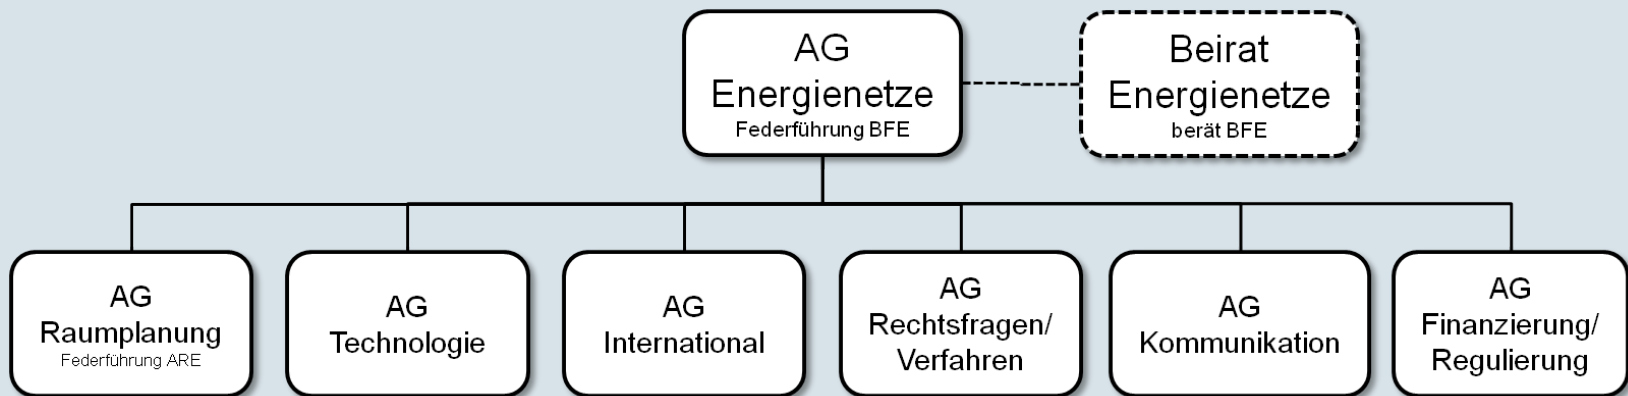 AG
Energienetze
Federführung BFE
Beirat
Energienetze
berät BFE
AG
Raumplanung
Federführung ARE
AG
Technologie
AG
International
AG
Rechtsfragen/
Verfahren
AG
Kommunikation
AG
Finanzierung/
Regulierung